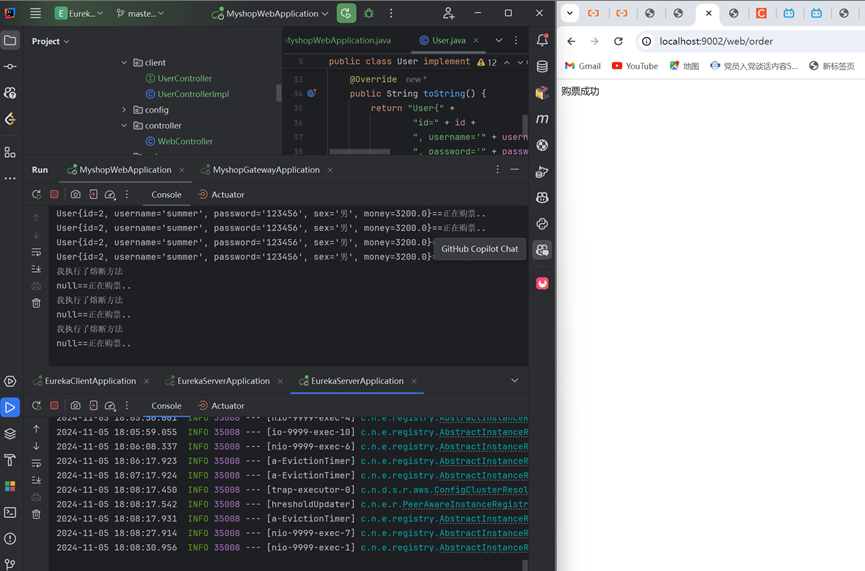 Eurek...
master...
MyshopWebApplication
localhost:9002/web/order
Gmail
YouTube
地图
党员入党谈话内容5...
新标签页
购票成功
Project
client
UserController
UserControllerImpl
config
controller
WebController
MyshopWebApplication.java
User.java
5 public class User implement 12
33 @Override new *
34 public String toString() {
35 return "User{" +
36 "id=" + id +
37 ", username='" + usern
38 ", password='" + passw
Run
MyshopWebApplication
MyshopGatewayApplication
Console
Actuator
User{id=2, username='summer', password='123456', sex='男', money=3200.0}==正在购票..
User{id=2, username='summer', password='123456', sex='男', money=3200.0}==正在购票..
User{id=2, username='summer', password='123456', sex='男', money=3200.0}=
User{id=2, username='summer', password='123456', sex='男', money=3200.0}=
GitHub Copilot Chat
我执行了熔断方法
null==正在购票..
我执行了熔断方法
null==正在购票..
我执行了熔断方法
null==正在购票..
EurekaClientApplication
EurekaServerApplication
EurekaServerApplication
Console
Actuator
INFO 35008 --- [nio-9999-exec-4] c.n.e.registry.AbstractInstanceR
2024-11-05 18:05:59.055 INFO 35008 --- [io-9999-exec-10] c.n.e.registry.AbstractInstanceR
2024-11-05 18:06:08.337 INFO 35008 --- [nio-9999-exec-6] c.n.e.registry.AbstractInstanceR
2024-11-05 18:06:17.923 INFO 35008 --- [a-EvictionTimer] c.n.e.registry.AbstractInstanceR
2024-11-05 18:07:17.924 INFO 35008 --- [a-EvictionTimer] c.n.e.registry.AbstractInstanceR
2024-11-05 18:08:17.450 INFO 35008 --- [trap-executor-0] c.n.d.s.r.aws.ConfigClusterResol
2024-11-05 18:08:17.542 INFO 35008 --- [hresholdUpdater] c.n.e.r.PeerAwareInstanceRegistr
2024-11-05 18:08:17.931 INFO 35008 --- [a-EvictionTimer] c.n.e.registry.AbstractInstanceR
2024-11-05 18:08:27.914 INFO 35008 --- [nio-9999-exec-7] c.n.e.registry.AbstractInstanceR
2024-11-05 18:08:30.956 INFO 35008 --- [nio-9999-exec-1] c.n.e.registry.AbstractInstanceR